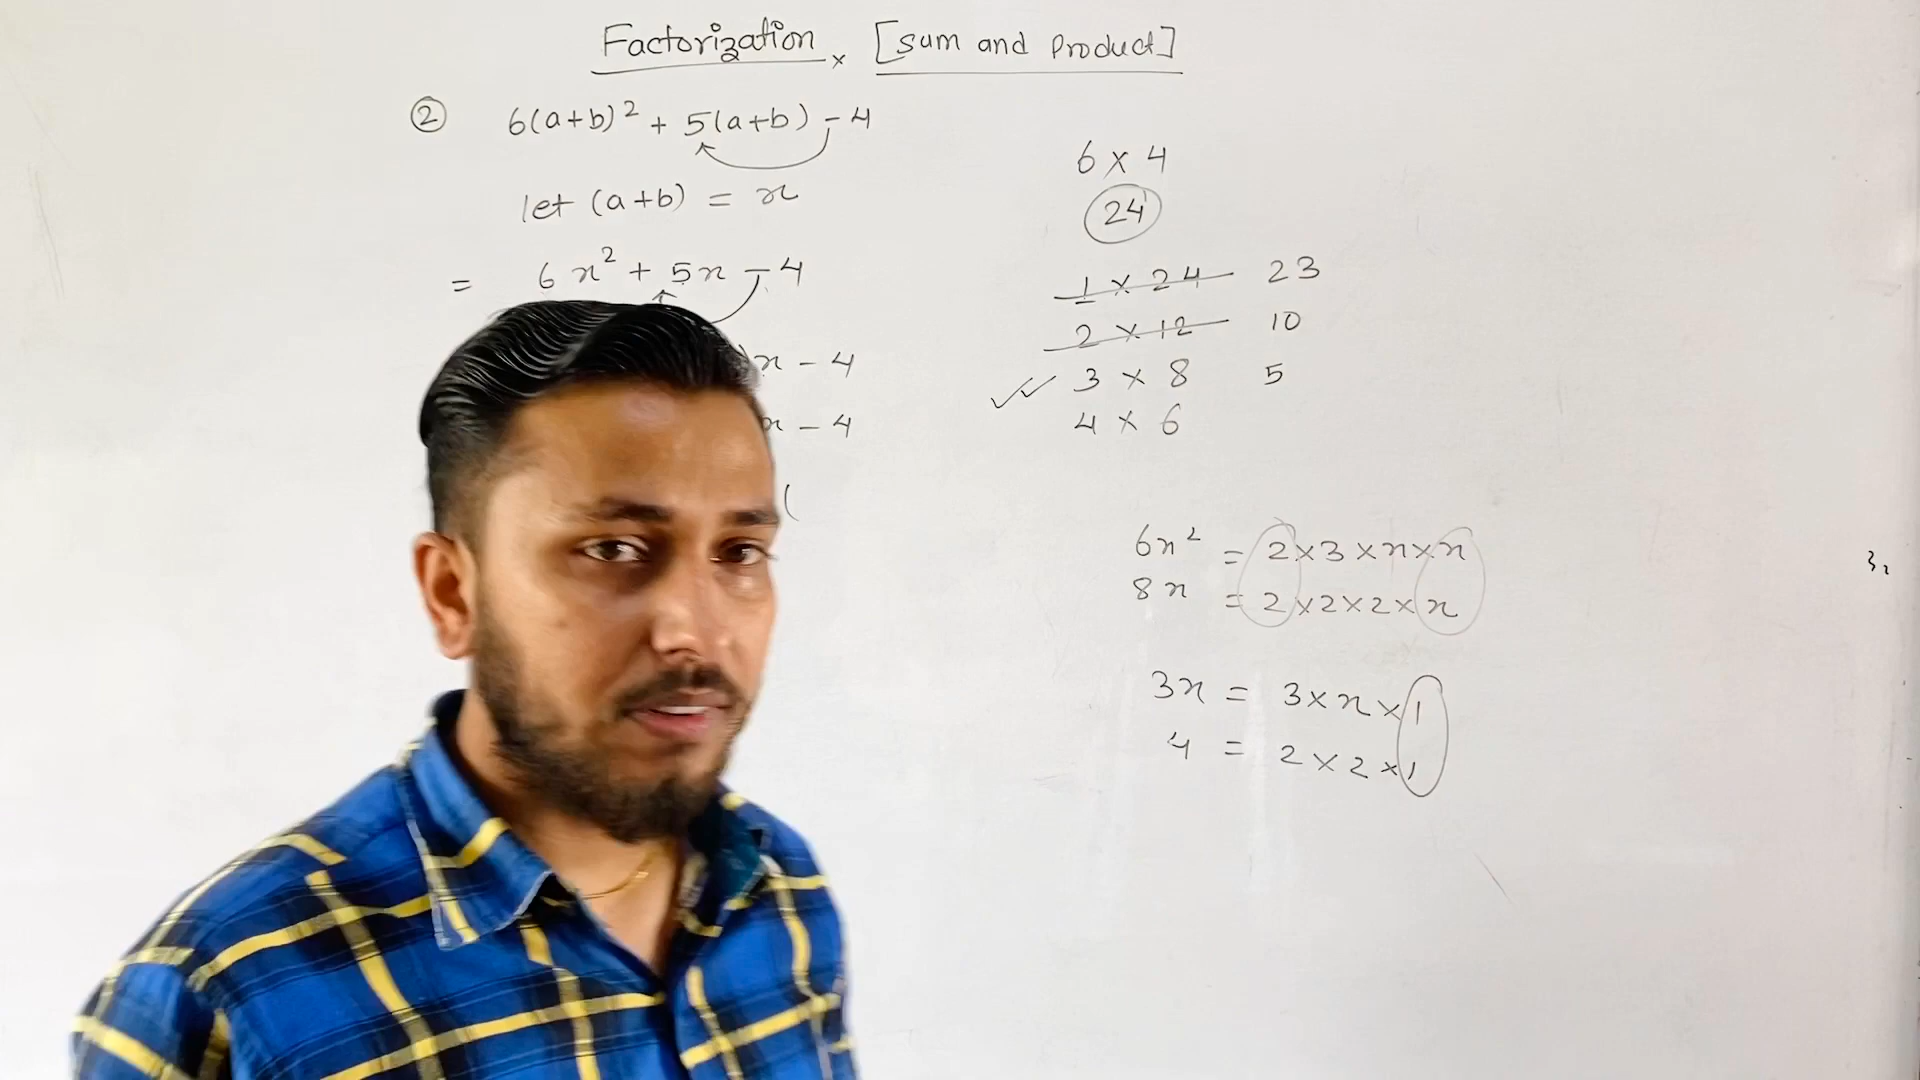 Factorization × [sum and product]
② 6(a+b)² + 5(a+b) - 4
let (a+b) = x
= 6x² + 5x - 4
)x - 4
x - 4
(
6 × 4
24
1 × 24 23
2 × 12 10
✓✓ 3 × 8 5
4 × 6
6x² = 2×3×x×x
8x = 2×2×2×x
3x = 3×x×1
4 = 2×2×1